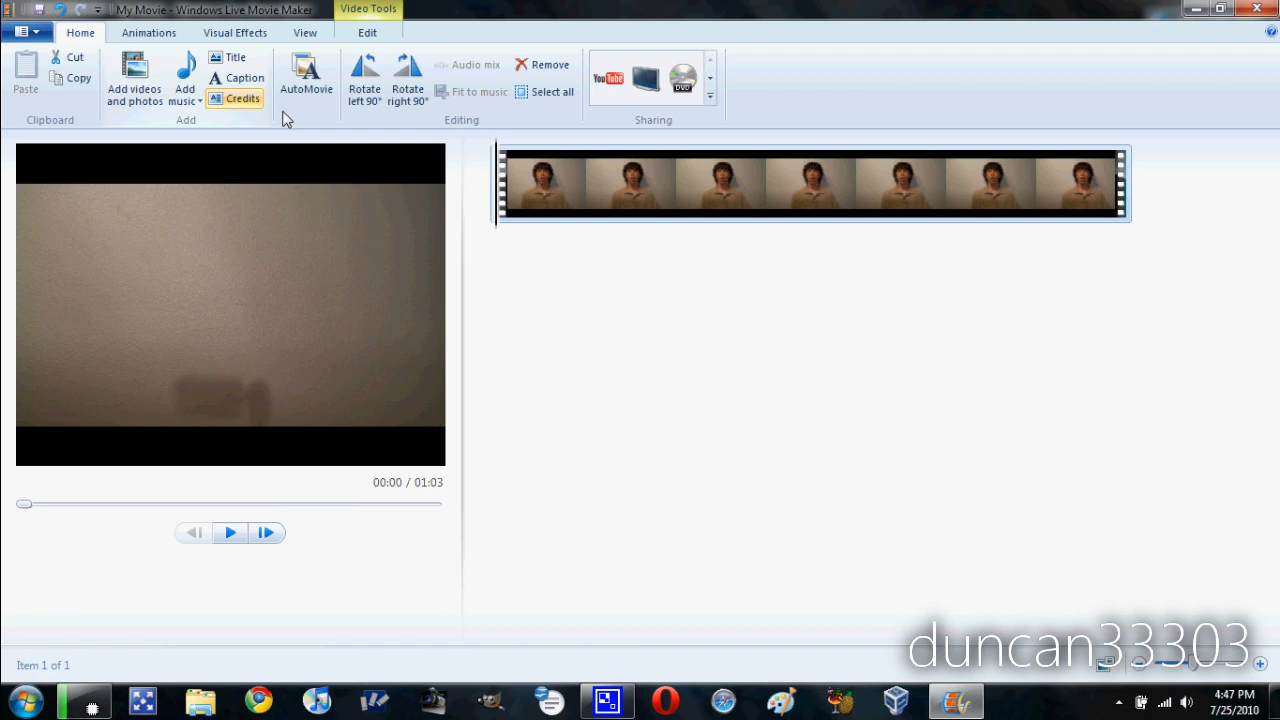 My Movie - Windows Live Movie Maker
Video Tools
Home
Animations
Visual Effects
View
Edit
Paste
Cut
Copy
Clipboard
Add videos
and photos
Add
music
Title
Caption
Credits
Add
AutoMovie
Rotate
left 90°
Rotate
right 90°
Audio mix
Fit to music
Remove
Select all
Editing
You Tube
DVD
Sharing
00:00 / 01:03
duncan33303
Item 1 of 1
4:47 PM
7/25/2010